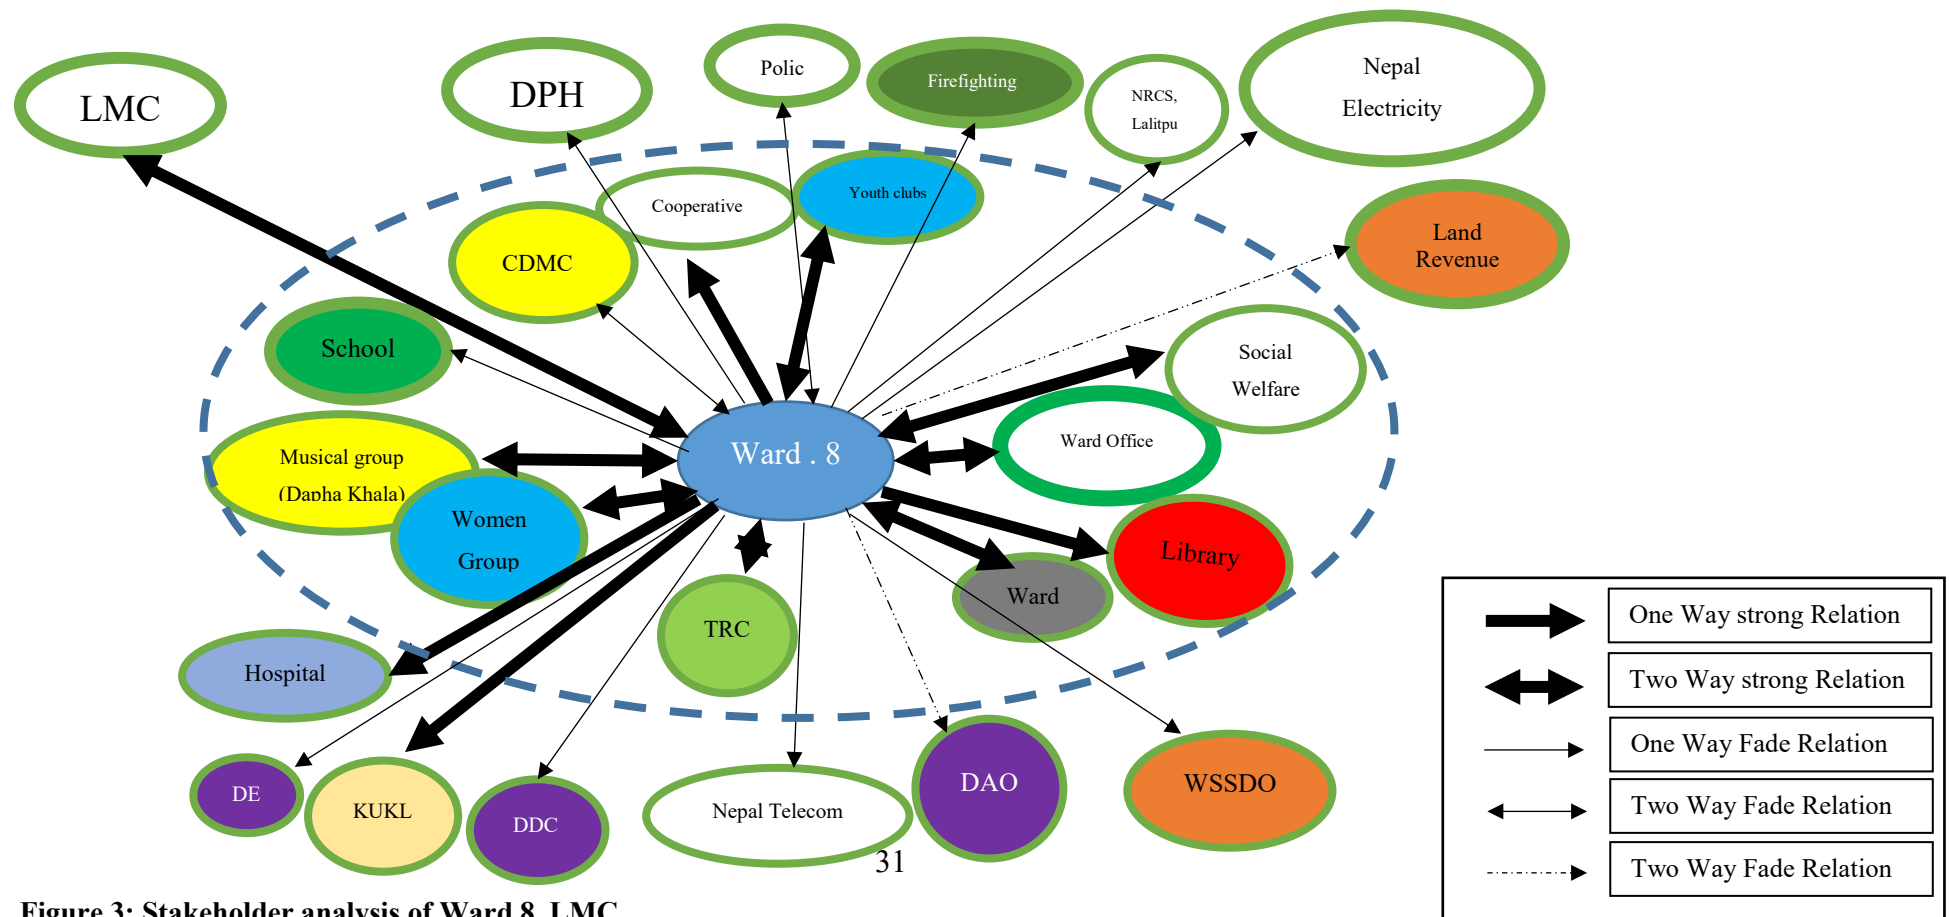 LMC
DPH
Polic
Firefighting
NRCS,
Lalitpu
Nepal
Electricity
Cooperative
Youth clubs
CDMC
Land
Revenue
School
Social
Welfare
Musical group
(Dapha Khala)
Ward . 8
Ward Office
Women
Group
Library
Ward
TRC
Hospital
DE
KUKL
DDC
Nepal Telecom
DAO
WSSDO
One Way strong Relation
Two Way strong Relation
One Way Fade Relation
Two Way Fade Relation
Two Way Fade Relation
31
Figure 3: Stakeholder analysis of Ward 8, LMC